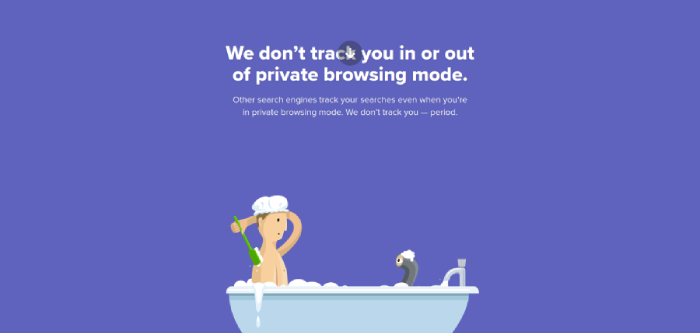 We don't track you in or out
of private browsing mode.
Other search engines track your searches even when you're
in private browsing mode. We don't track you — period.